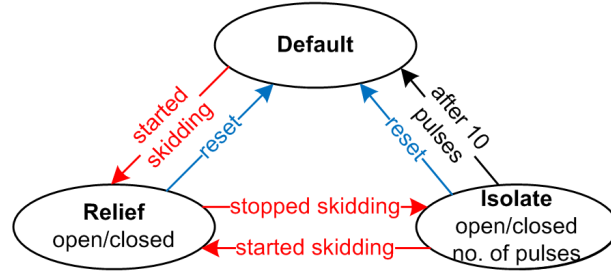 Default
started
skidding
reset
reset
after 10
pulses
Relief
open/closed
stopped skidding
started skidding
Isolate
open/closed
no. of pulses